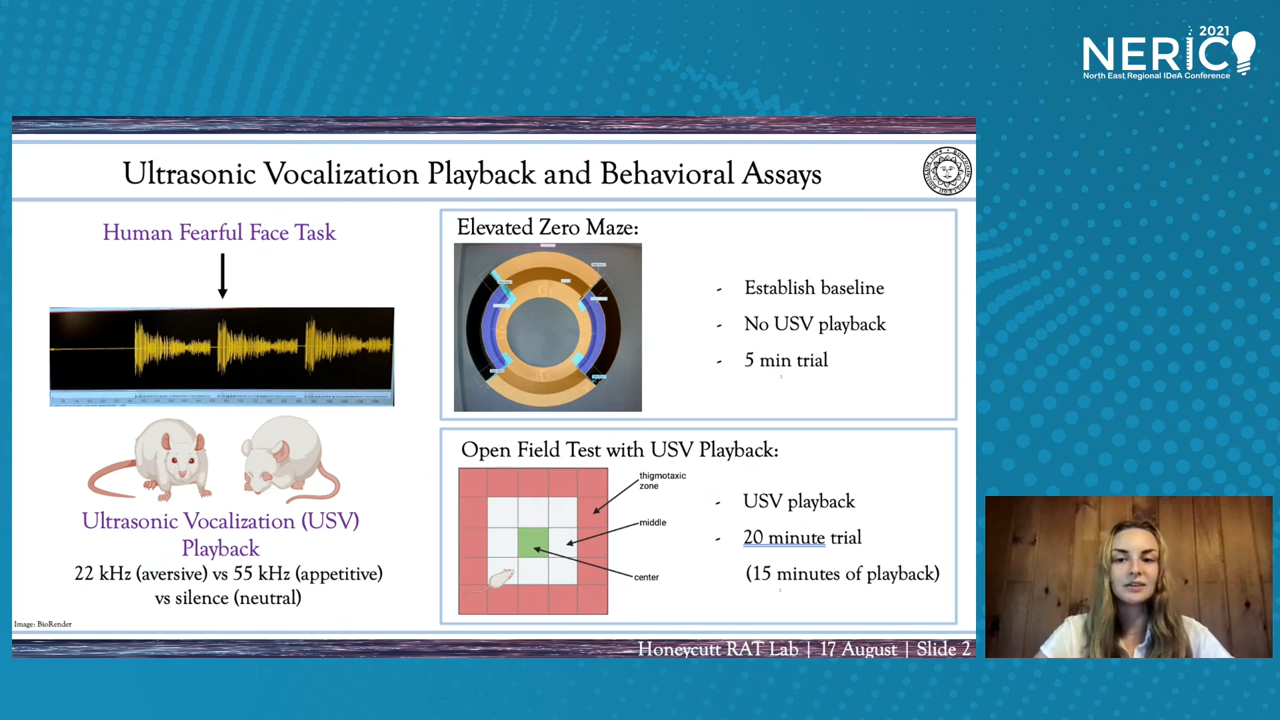 2021
NERIC
North East Regional IDeA Conference
Ultrasonic Vocalization Playback and Behavioral Assays
Human Fearful Face Task
Ultrasonic Vocalization (USV)
Playback
22 kHz (aversive) vs 55 kHz (appetitive)
vs silence (neutral)
Image: BioRender
Elevated Zero Maze:
- Establish baseline
- No USV playback
- 5 min trial
Open Field Test with USV Playback:
thigmotaxic
zone
middle
center
- USV playback
- 20 minute trial
(15 minutes of playback)
Honeycutt RAT Lab | 17 August | Slide 2